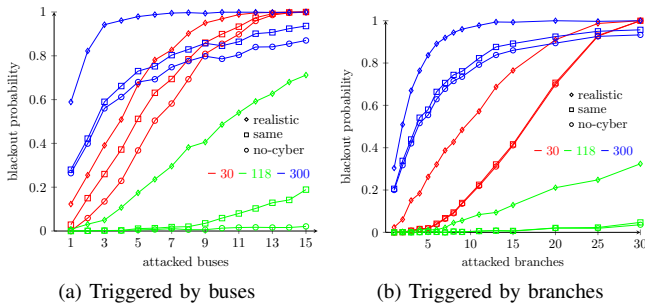 1
0.8
0.6
0.4
0.2
0
blackout probability
realistic
same
no-cyber
30 118 300
1 3 5 7 9 11 13 15
attacked buses
(a) Triggered by buses
1
0.8
0.6
0.4
0.2
0
blackout probability
realistic
same
no-cyber
30 118 300
5 10 15 20 25 30
attacked branches
(b) Triggered by branches